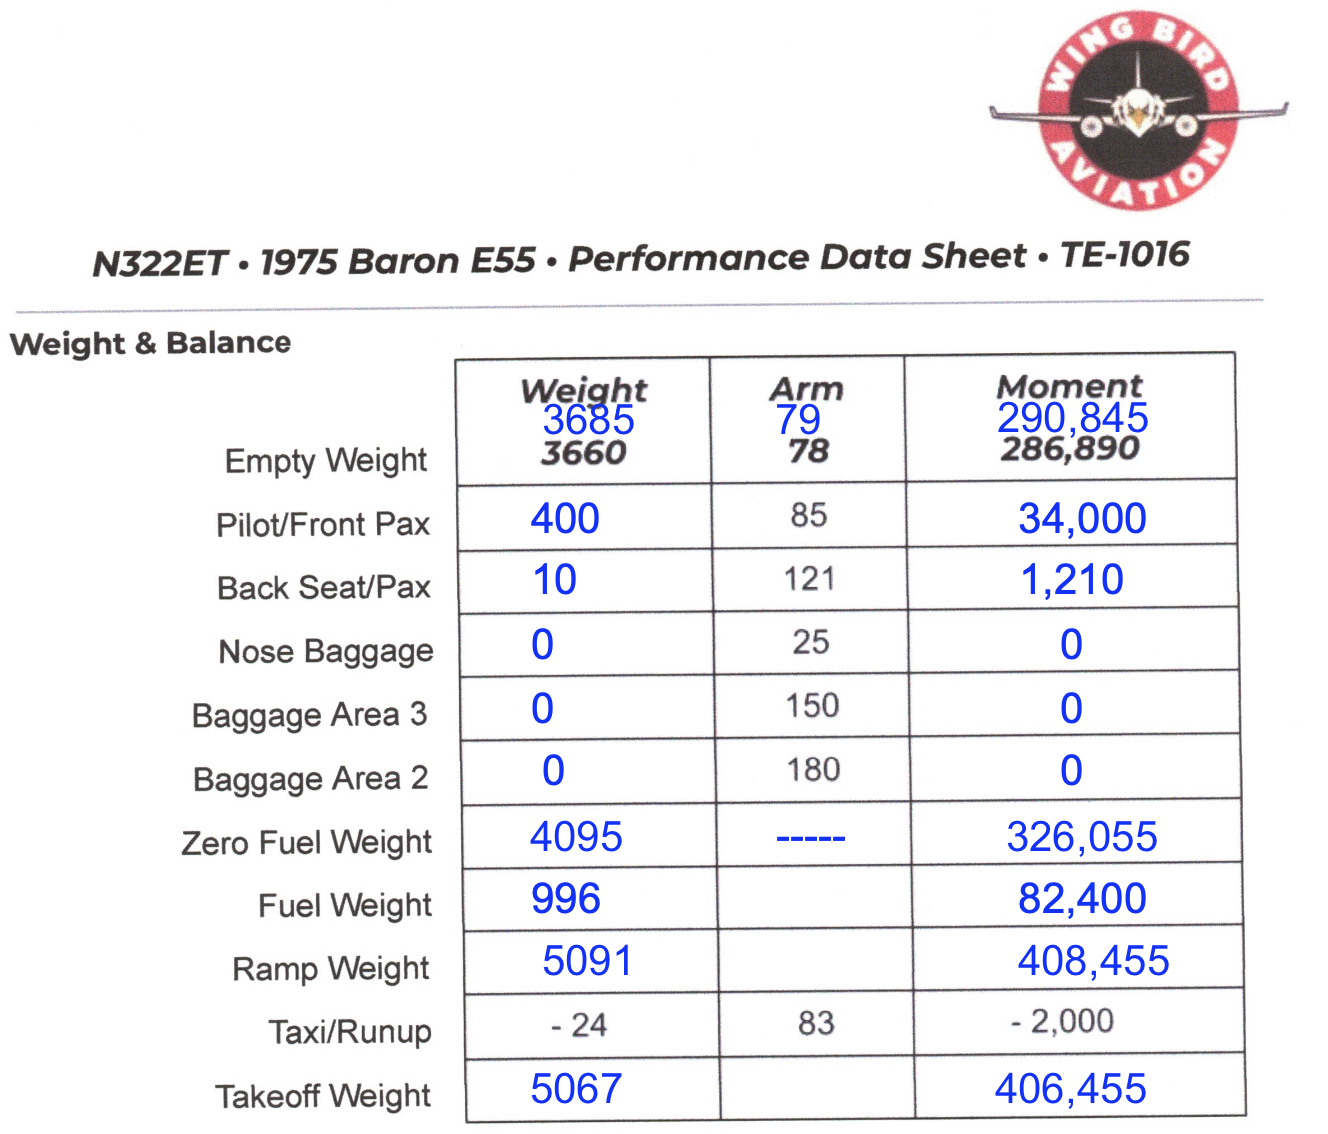 WING BIRD
AVIATION
N322ET • 1975 Baron E55 • Performance Data Sheet • TE-1016
Weight & Balance
Weight Arm Moment
3685 79 290,845
Empty Weight 3660 78 286,890
Pilot/Front Pax 400 85 34,000
Back Seat/Pax 10 121 1,210
Nose Baggage 0 25 0
Baggage Area 3 0 150 0
Baggage Area 2 0 180 0
Zero Fuel Weight 4095 ----- 326,055
Fuel Weight 996 82,400
Ramp Weight 5091 408,455
Taxi/Runup - 24 83 - 2,000
Takeoff Weight 5067 406,455